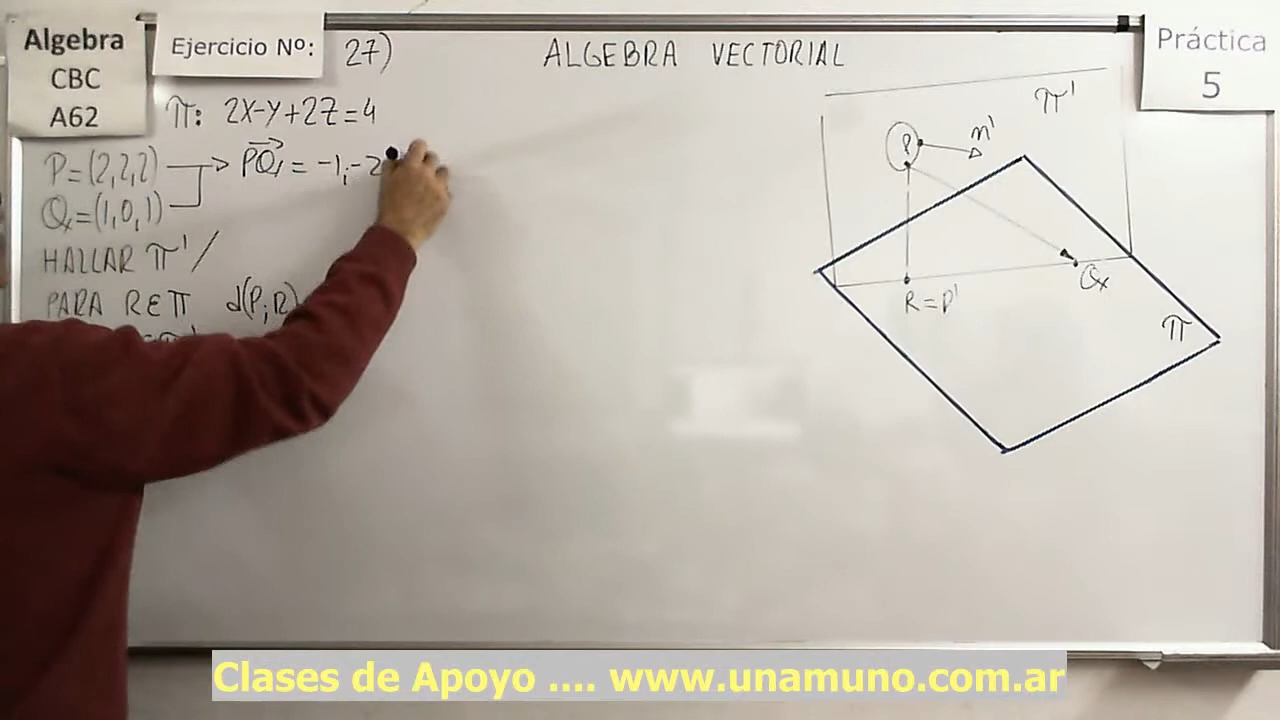 Algebra
CBC
A62
Ejercicio Nº: 27)
ALGEBRA VECTORIAL
Práctica
5
π: 2X-Y+2Z=4
P=(2,2,2)
PQ = -1;-2
Q=(1,0,1)
HALLAR π' /
PARA R∈π d(P;R)
π'
P
n'
R=P'
Q
π
Clases de Apoyo .... www.unamuno.com.ar